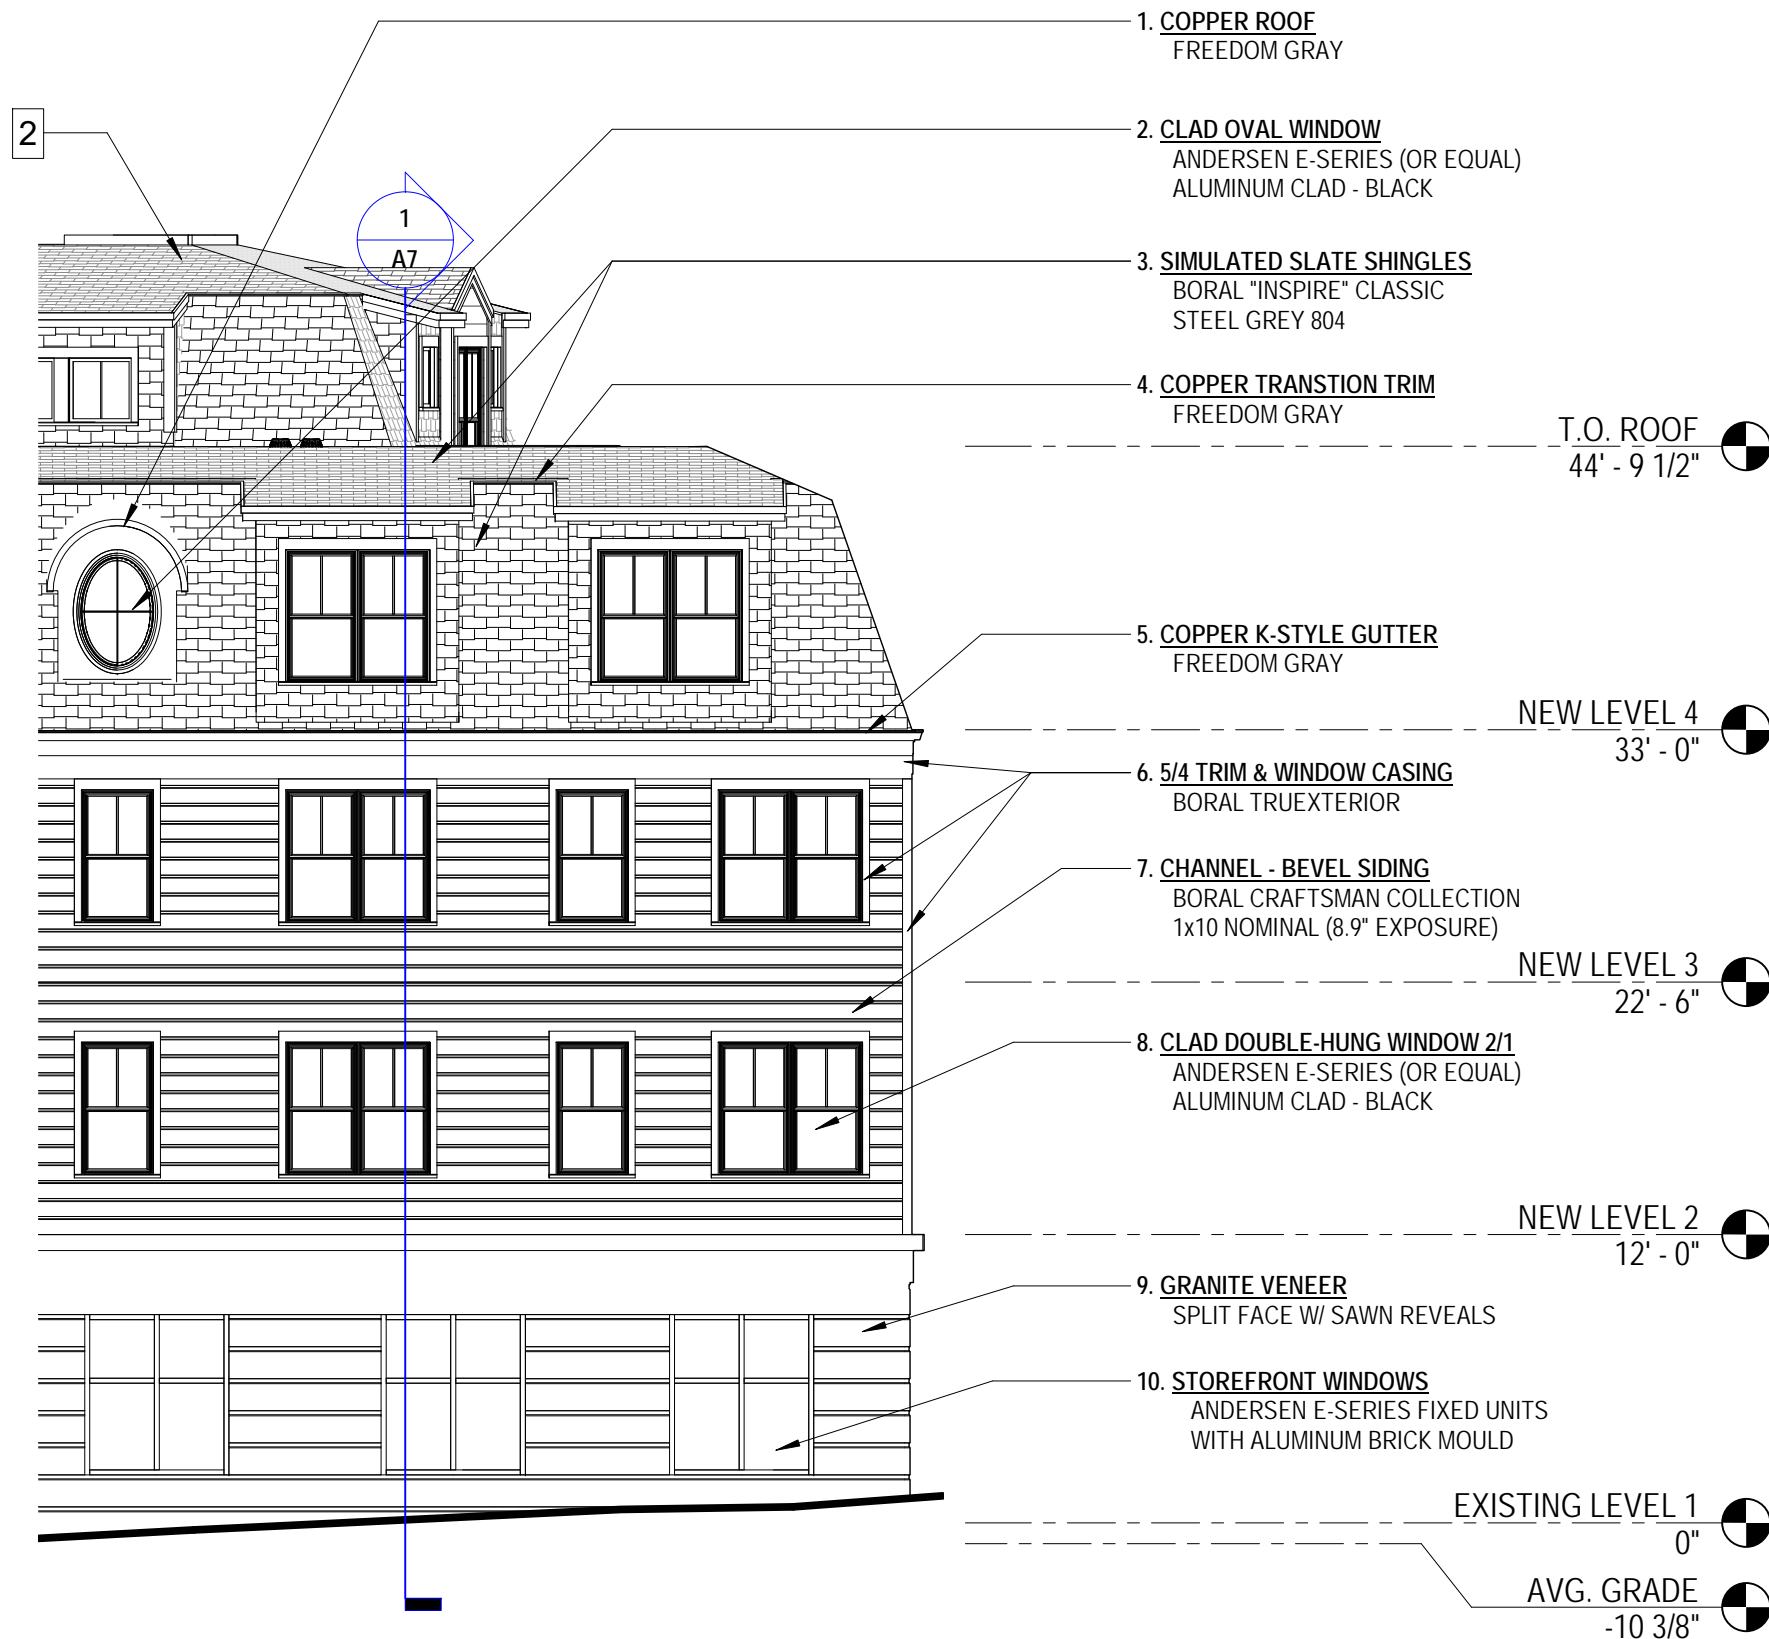 1. COPPER ROOF
FREEDOM GRAY
2
2. CLAD OVAL WINDOW
ANDERSEN E-SERIES (OR EQUAL)
ALUMINUM CLAD - BLACK
1
A7
3. SIMULATED SLATE SHINGLES
BORAL "INSPIRE" CLASSIC
STEEL GREY 804
4. COPPER TRANSTION TRIM
FREEDOM GRAY
T.O. ROOF
44' - 9 1/2"
5. COPPER K-STYLE GUTTER
FREEDOM GRAY
NEW LEVEL 4
33' - 0"
6. 5/4 TRIM & WINDOW CASING
BORAL TRUEXTERIOR
7. CHANNEL - BEVEL SIDING
BORAL CRAFTSMAN COLLECTION
1x10 NOMINAL (8.9" EXPOSURE)
NEW LEVEL 3
22' - 6"
8. CLAD DOUBLE-HUNG WINDOW 2/1
ANDERSEN E-SERIES (OR EQUAL)
ALUMINUM CLAD - BLACK
NEW LEVEL 2
12' - 0"
9. GRANITE VENEER
SPLIT FACE W/ SAWN REVEALS
10. STOREFRONT WINDOWS
ANDERSEN E-SERIES FIXED UNITS
WITH ALUMINUM BRICK MOULD
EXISTING LEVEL 1
0"
AVG. GRADE
-10 3/8"